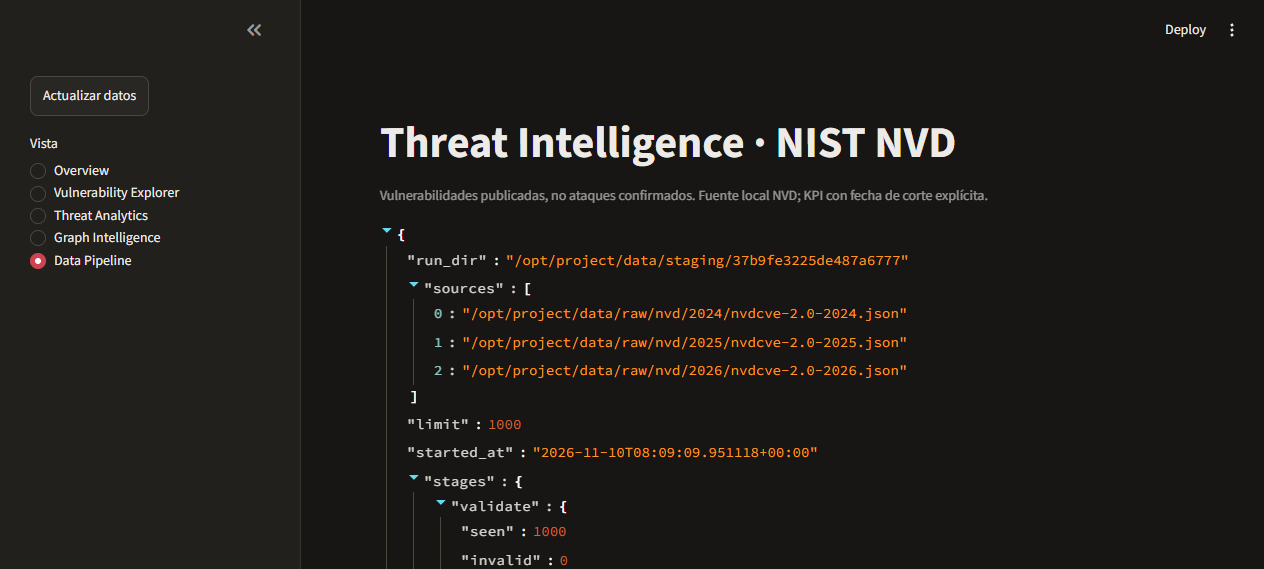 Deploy
Actualizar datos
Vista
Overview
Vulnerability Explorer
Threat Analytics
Graph Intelligence
Data Pipeline
Threat Intelligence · NIST NVD
Vulnerabilidades publicadas, no ataques confirmados. Fuente local NVD; KPI con fecha de corte explícita.
{
"run_dir" : "/opt/project/data/staging/37b9fe3225de487a6777"
"sources" : [
0 : "/opt/project/data/raw/nvd/2024/nvdcve-2.0-2024.json"
1 : "/opt/project/data/raw/nvd/2025/nvdcve-2.0-2025.json"
2 : "/opt/project/data/raw/nvd/2026/nvdcve-2.0-2026.json"
]
"limit" : 1000
"started_at" : "2026-11-10T08:09:09.951118+00:00"
"stages" : {
"validate" : {
"seen" : 1000
"invalid" : 0